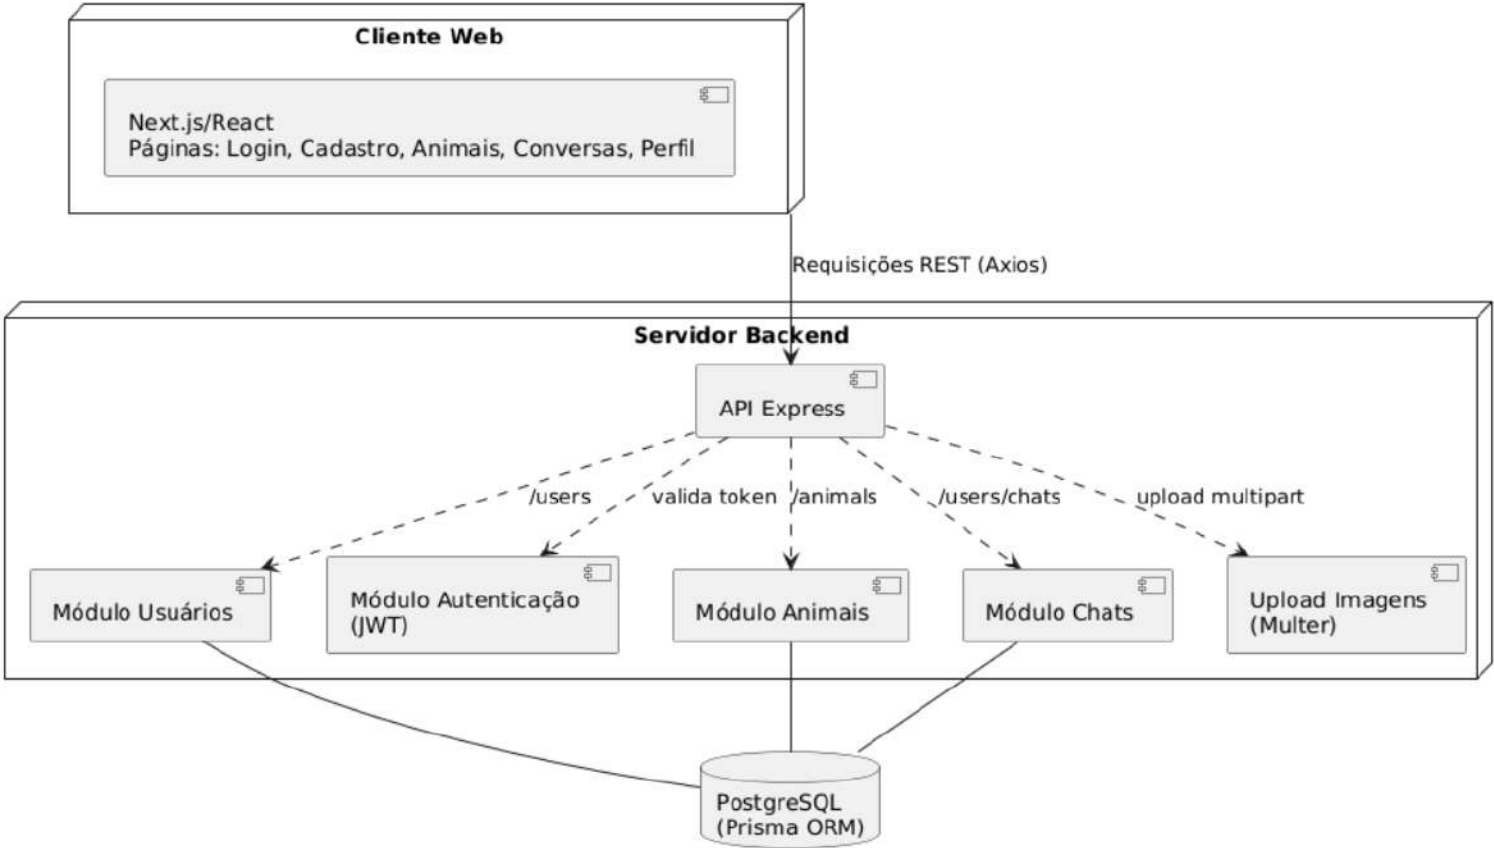 Cliente Web
Next.js/React
Páginas: Login, Cadastro, Animais, Conversas, Perfil
Requisições REST (Axios)
Servidor Backend
API Express
/users
valida token
/animals
/users/chats
upload multipart
Módulo Usuários
Módulo Autenticação
(JWT)
Módulo Animais
Módulo Chats
Upload Imagens
(Multer)
PostgreSQL
(Prisma ORM)